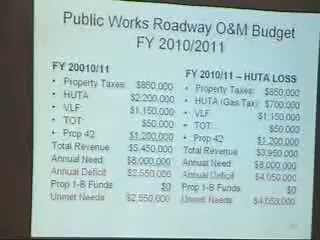 Public Works Roadway O&M Budget
FY 20010/2011
FY 20010/11
• Property Taxes: $850,000
• HUTA $2,200,000
• VLF: $1,150,000
• TOT: $50,000
• Prop 42 $1,200,000
Total Revenue $5,450,000
Annual Need: $8,000,000
Annual Deficit $2,550,000
Prop 1-B Funds $0
Unmet Needs $2,550,000
FY 2010/11 – HUTA LOSS
• Property Taxes: $850,000
• HUTA (Gas Tax): $700,000
• VLF: $1,150,000
• TOT: $50,000
• Prop 42 $1,200,000
Total Revenue: $3,950,000
Annual Need: $8,000,000
Annual Deficit $4,050,000
Prop 1-B Funds $0
Unmet Needs $4,050,000